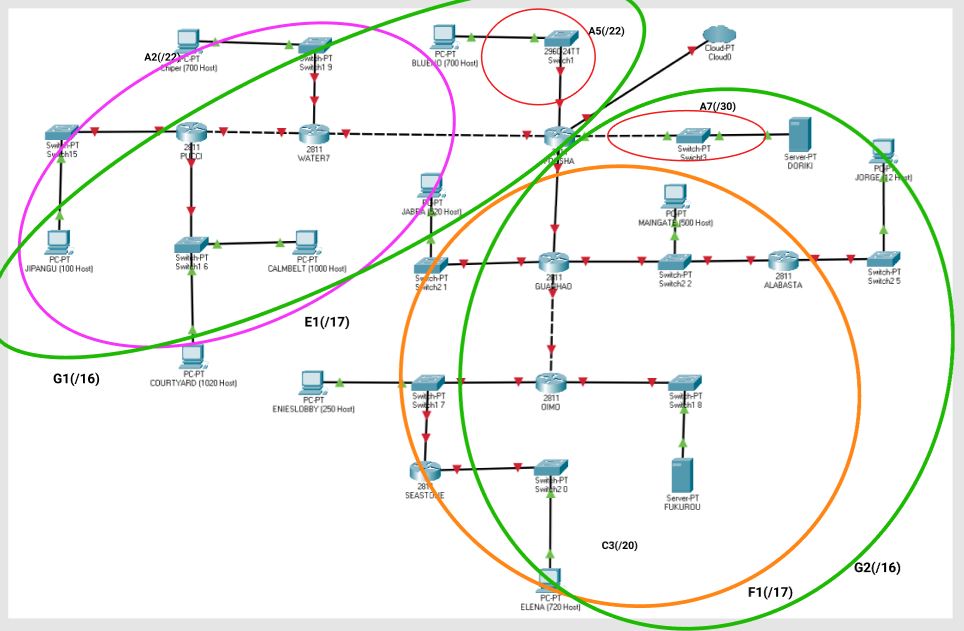 PC-PT
BLUENO (700 Host)
2960-24TT
Switch1
A5(/22)
Cloud-PT
Cloud0
A2(/22)
PC-PT
Sniper (700 Host)
Switch-PT
Switch1 9
A7(/30)
Switch-PT
Switch15
2811
PUCCI
2811
WATER7
2811
Switch-PT
Server-PT
DORIKI
PC-PT
JORGE (12 Host)
PC-PT
JABRA (520 Host)
PC-PT
MAINGATE (500 Host)
PC-PT
JIPANGU (100 Host)
Switch-PT
Switch1 6
PC-PT
CALMBELT (1000 Host)
Switch-PT
Switch2 1
2811
GUANHAO
Switch-PT
Switch2 2
2811
ALABASTA
Switch-PT
Switch2 5
E1(/17)
G1(/16)
PC-PT
COURTYARD (1020 Host)
PC-PT
ENIESLOBBY (250 Host)
Switch-PT
Switch1 7
2811
OIMO
Switch-PT
Switch1 8
2811
SEASTONE
Switch-PT
Switch2 0
Server-PT
FUKUROU
C3(/20)
G2(/16)
F1(/17)
PC-PT
ELENA (720 Host)